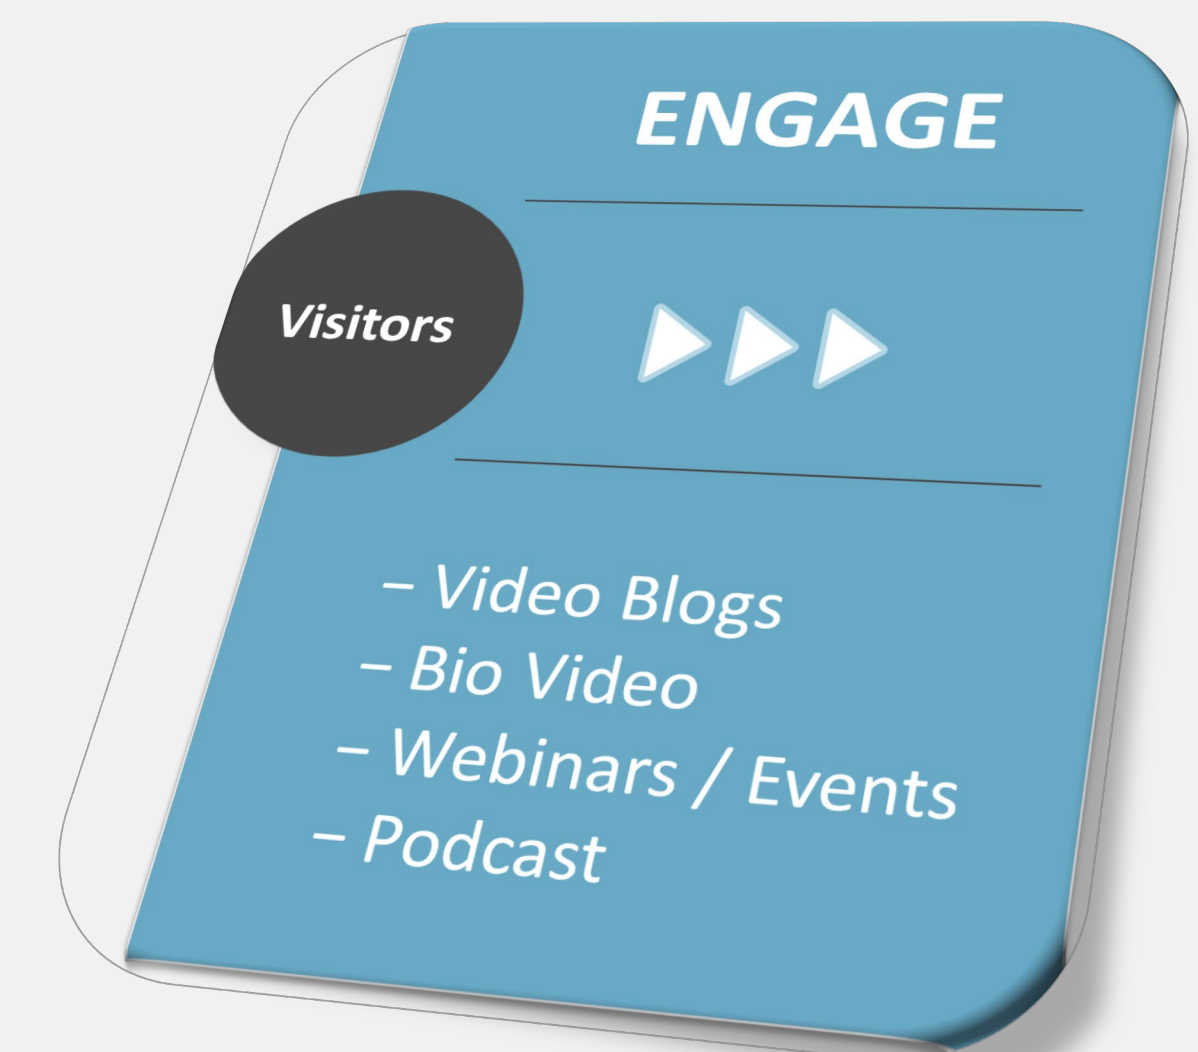 ENGAGE
Visitors
– Video Blogs
– Bio Video
– Webinars / Events
– Podcast